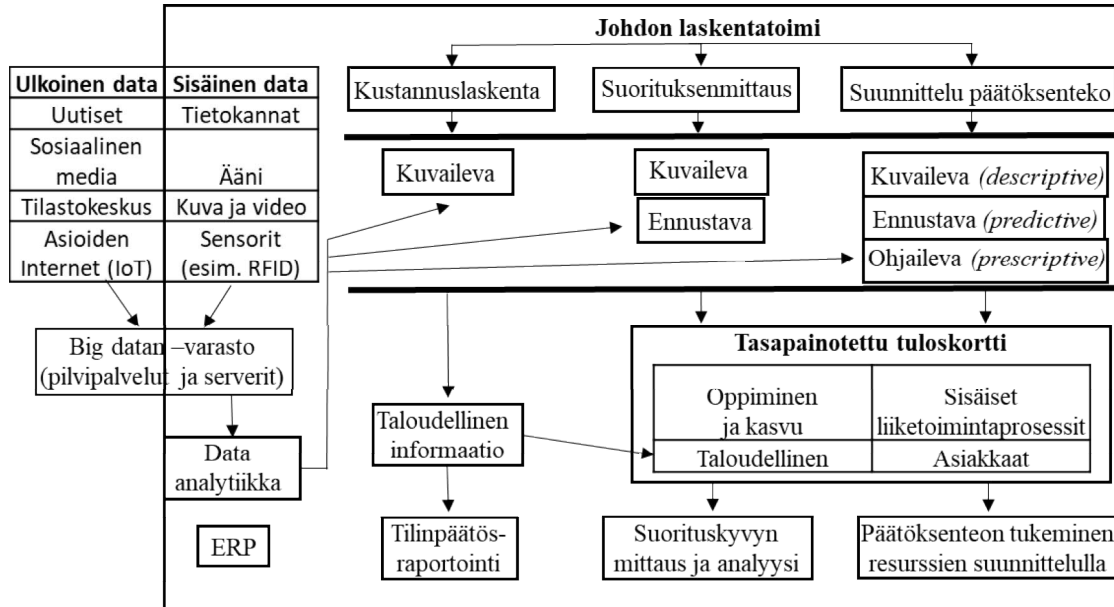 Johdon laskentatoimi
Ulkoinen data
Sisäinen data
Uutiset
Tietokannat
Sosiaalinen
media
Ääni
Tilastokeskus
Kuva ja video
Asioiden
Internet (IoT)
Sensorit
(esim. RFID)
Big datan –varasto
(pilvipalvelut ja serverit)
Data
analytiikka
ERP
Kustannuslaskenta
Suorituksenmittaus
Suunnittelu päätöksenteko
Kuvaileva
Kuvaileva
Ennustava
Kuvaileva (descriptive)
Ennustava (predictive)
Ohjaileva (prescriptive)
Taloudellinen
informaatio
Tasapainotettu tuloskortti
Oppiminen
ja kasvu
Sisäiset
liiketoimintaprosessit
Taloudellinen
Asiakkaat
Tilinpäätös-
raportointi
Suorituskyvyn
mittaus ja analyysi
Päätöksenteon tukeminen
resurssien suunnittelulla